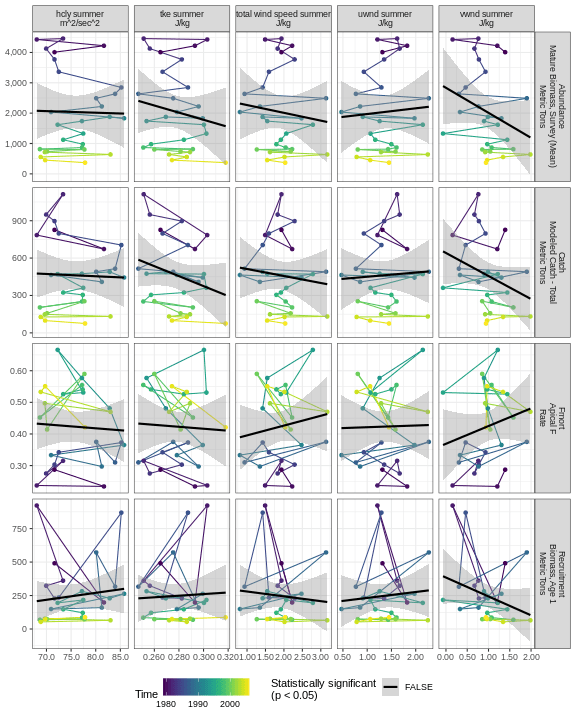 hcly summer
m^2/sec^2
tke summer
J/kg
total wind speed summer
J/kg
uwnd summer
J/kg
vwnd summer
J/kg
4,000
3,000
2,000
1,000
0
Abundance
Mature Biomass, Survey (Mean)
Metric Tons
900
600
300
0
Catch
Modeled Catch - Total
Metric Tons
0.60
0.50
0.40
0.30
Fmort
Apical F
Rate
750
500
250
0
Recruitment
Biomass, Age 1
Metric Tons
70.0 75.0 80.0 85.0
0.260 0.280 0.300 0.320
1.00 1.50 2.00 2.50 3.00
0.50 1.00 1.50 2.00
0.00 0.50 1.00 1.50 2.00
Time
1980 1990 2000
Statistically significant
(p < 0.05)
FALSE